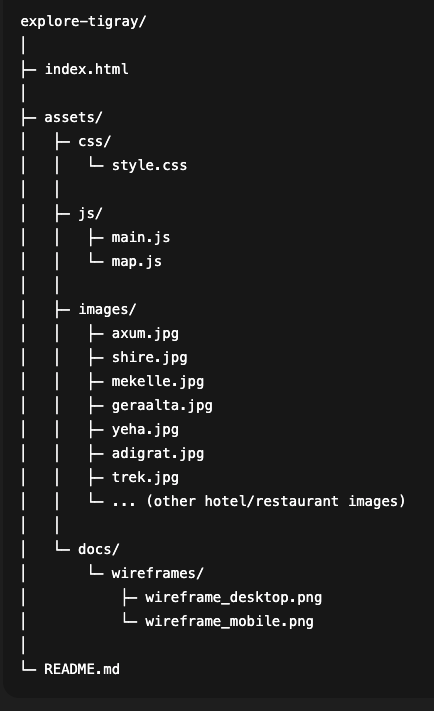 explore-tigray/
│
├─ index.html
│
├─ assets/
│   ├─ css/
│   │   └─ style.css
│   │
│   ├─ js/
│   │   ├─ main.js
│   │   └─ map.js
│   │
│   ├─ images/
│   │   ├─ axum.jpg
│   │   ├─ shire.jpg
│   │   ├─ mekelle.jpg
│   │   ├─ geraalta.jpg
│   │   ├─ yeha.jpg
│   │   ├─ adigrat.jpg
│   │   ├─ trek.jpg
│   │   └─ ... (other hotel/restaurant images)
│   │
│   └─ docs/
│       └─ wireframes/
│           ├─ wireframe_desktop.png
│           └─ wireframe_mobile.png
│
└─ README.md